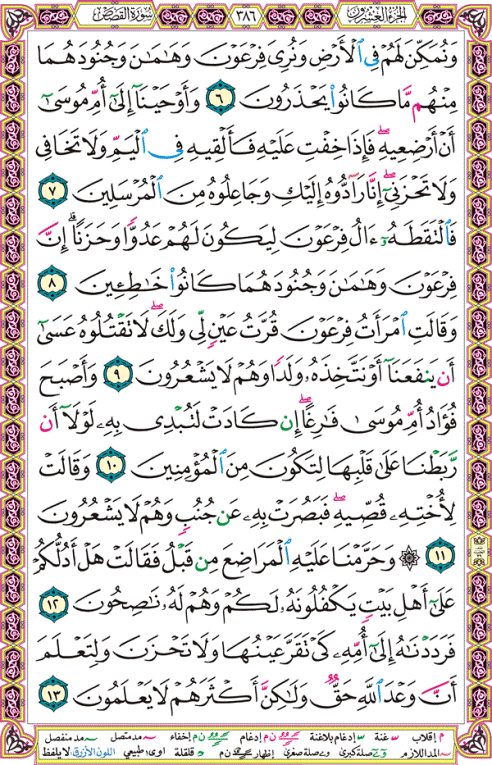 الجزء العشرون ٣٨٦ سورة القصص
وَنُمَكِّنَ لَهُمْ فِي الْأَرْضِ وَنُرِيَ فِرْعَوْنَ وَهَامَانَ وَجُنُودَهُمَا
مِنْهُم مَّا كَانُوا يَحْذَرُونَ ٦ وَأَوْحَيْنَا إِلَىٰ أُمِّ مُوسَىٰ
أَنْ أَرْضِعِيهِ ۖ فَإِذَا خِفْتِ عَلَيْهِ فَأَلْقِيهِ فِي الْيَمِّ وَلَا تَخَافِي
وَلَا تَحْزَنِي ۖ إِنَّا رَادُّوهُ إِلَيْكِ وَجَاعِلُوهُ مِنَ الْمُرْسَلِينَ ٧
فَالْتَقَطَهُ ءَالُ فِرْعَوْنَ لِيَكُونَ لَهُمْ عَدُوًّا وَحَزَنًا ۗ إِنَّ
فِرْعَوْنَ وَهَامَانَ وَجُنُودَهُمَا كَانُوا خَاطِئِينَ ٨
وَقَالَتِ امْرَأَتُ فِرْعَوْنَ قُرَّتُ عَيْنٍ لِّي وَلَكَ ۖ لَا تَقْتُلُوهُ عَسَىٰ
أَن يَنفَعَنَا أَوْ نَتَّخِذَهُ وَلَدًا وَهُمْ لَا يَشْعُرُونَ ٩ وَأَصْبَحَ
فُؤَادُ أُمِّ مُوسَىٰ فَارِغًا ۖ إِن كَادَتْ لَتُبْدِي بِهِ لَوْلَا أَن
رَّبَطْنَا عَلَىٰ قَلْبِهَا لِتَكُونَ مِنَ الْمُؤْمِنِينَ ١٠ وَقَالَتْ
لِأُخْتِهِ قُصِّيهِ ۖ فَبَصُرَتْ بِهِ عَن جُنُبٍ وَهُمْ لَا يَشْعُرُونَ
١١ ۞ وَحَرَّمْنَا عَلَيْهِ الْمَرَاضِعَ مِن قَبْلُ فَقَالَتْ هَلْ أَدُلُّكُمْ
عَلَىٰ أَهْلِ بَيْتٍ يَكْفُلُونَهُ لَكُمْ وَهُمْ لَهُ نَاصِحُونَ ١٢
فَرَدَدْنَاهُ إِلَىٰ أُمِّهِ كَيْ تَقَرَّ عَيْنُهَا وَلَا تَحْزَنَ وَلِتَعْلَمَ
أَنَّ وَعْدَ اللَّهِ حَقٌّ وَلَٰكِنَّ أَكْثَرَهُمْ لَا يَعْلَمُونَ ١٣
م إقلاب غنة إدغام بلاغنة ن م إدغام ن م إخفاء مد متصل مد منفصل
المد اللازم صلة كبرى صلة صغرى إظهار ن م قلقلة اوى: طبيعي اللون الأزرق: لا يلفظ